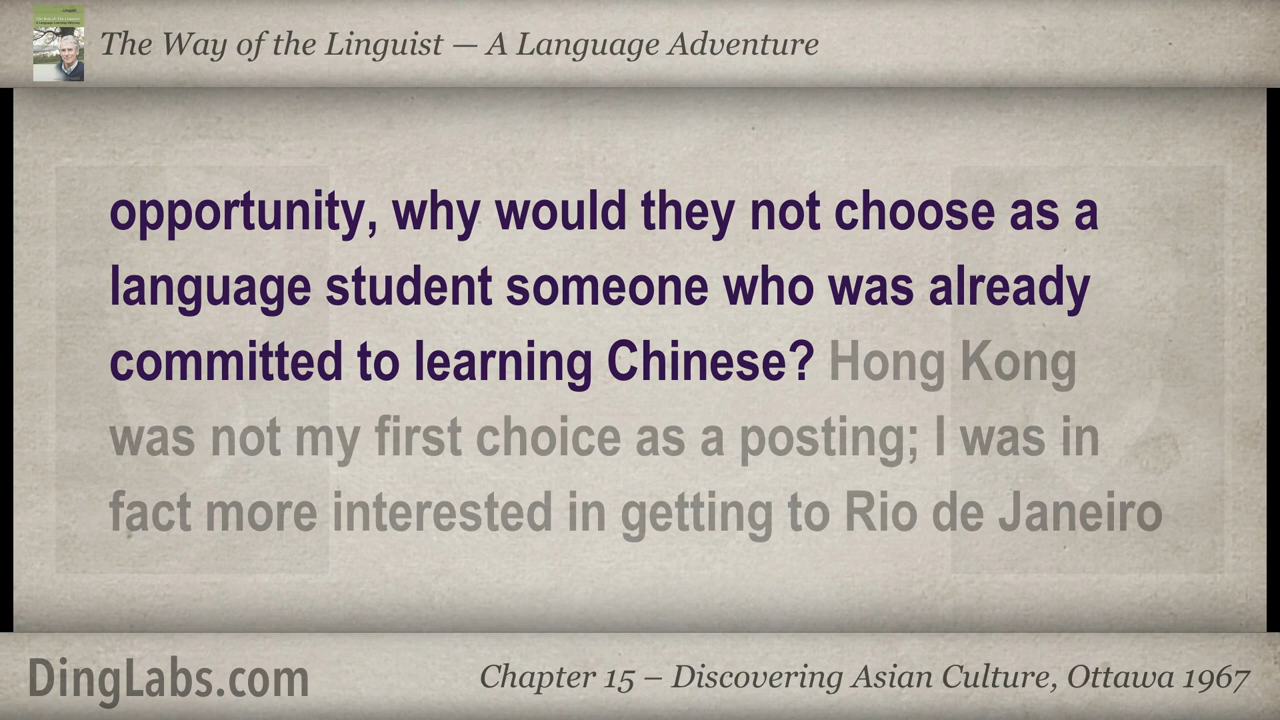 The Way of the Linguist — A Language Adventure
opportunity, why would they not choose as a
language student someone who was already
committed to learning Chinese? Hong Kong
was not my first choice as a posting; I was in
fact more interested in getting to Rio de Janeiro
DingLabs.com
Chapter 15 – Discovering Asian Culture, Ottawa 1967